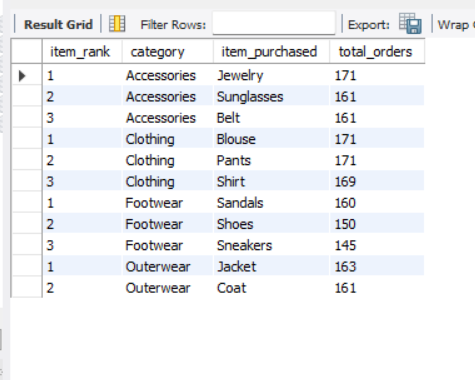 Result Grid Filter Rows: Export: Wrap
item_rank category item_purchased total_orders
1 Accessories Jewelry 171
2 Accessories Sunglasses 161
3 Accessories Belt 161
1 Clothing Blouse 171
2 Clothing Pants 171
3 Clothing Shirt 169
1 Footwear Sandals 160
2 Footwear Shoes 150
3 Footwear Sneakers 145
1 Outerwear Jacket 163
2 Outerwear Coat 161